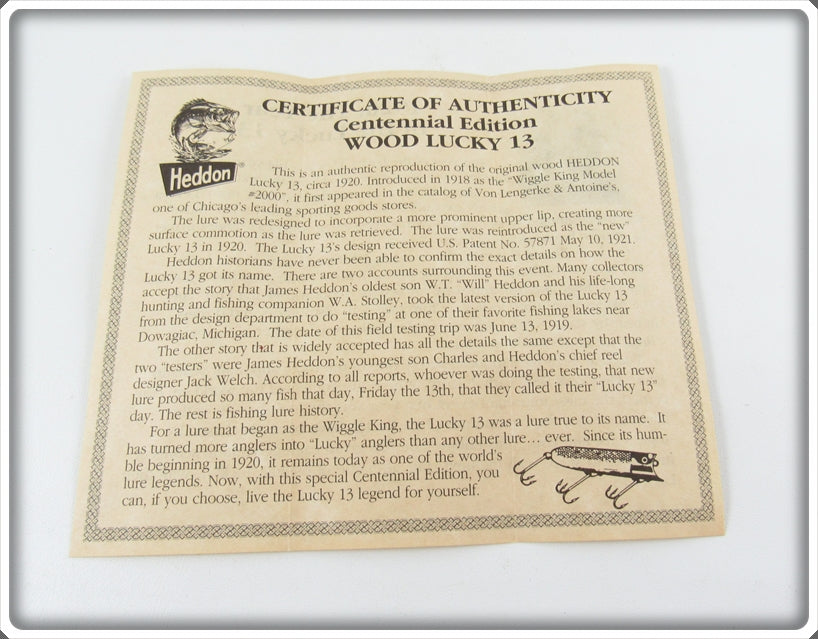 CERTIFICATE OF AUTHENTICITY
Centennial Edition
WOOD LUCKY 13
Heddon®
This is an authentic reproduction of the original wood HEDDON
Lucky 13, circa 1920. Introduced in 1918 as the "Wiggle King Model
#2000", it first appeared in the catalog of Von Lengerke & Antoine's,
one of Chicago's leading sporting goods stores.
The lure was redesigned to incorporate a more prominent upper lip, creating more
surface commotion as the lure was retrieved. The lure was reintroduced as the "new"
Lucky 13 in 1920. The Lucky 13's design received U.S. Patent No. 57871 May 10, 1921.
Heddon historians have never been able to confirm the exact details on how the
Lucky 13 got its name. There are two accounts surrounding this event. Many collectors
accept the story that James Heddon's oldest son W.T. "Will" Heddon and his life-long
hunting and fishing companion W.A. Stolley, took the latest version of the Lucky 13
from the design department to do "testing" at one of their favorite fishing lakes near
Dowagiac, Michigan. The date of this field testing trip was June 13, 1919.
The other story that is widely accepted has all the details the same except that the
two "testers" were James Heddon's youngest son Charles and Heddon's chief reel
designer Jack Welch. According to all reports, whoever was doing the testing, that new
lure produced so many fish that day, Friday the 13th, that they called it their "Lucky 13"
day. The rest is fishing lure history.
For a lure that began as the Wiggle King, the Lucky 13 was a lure true to its name. It
has turned more anglers into "Lucky" anglers than any other lure... ever. Since its hum-
ble beginning in 1920, it remains today as one of the world's
lure legends. Now, with this special Centennial Edition, you
can, if you choose, live the Lucky 13 legend for yourself.